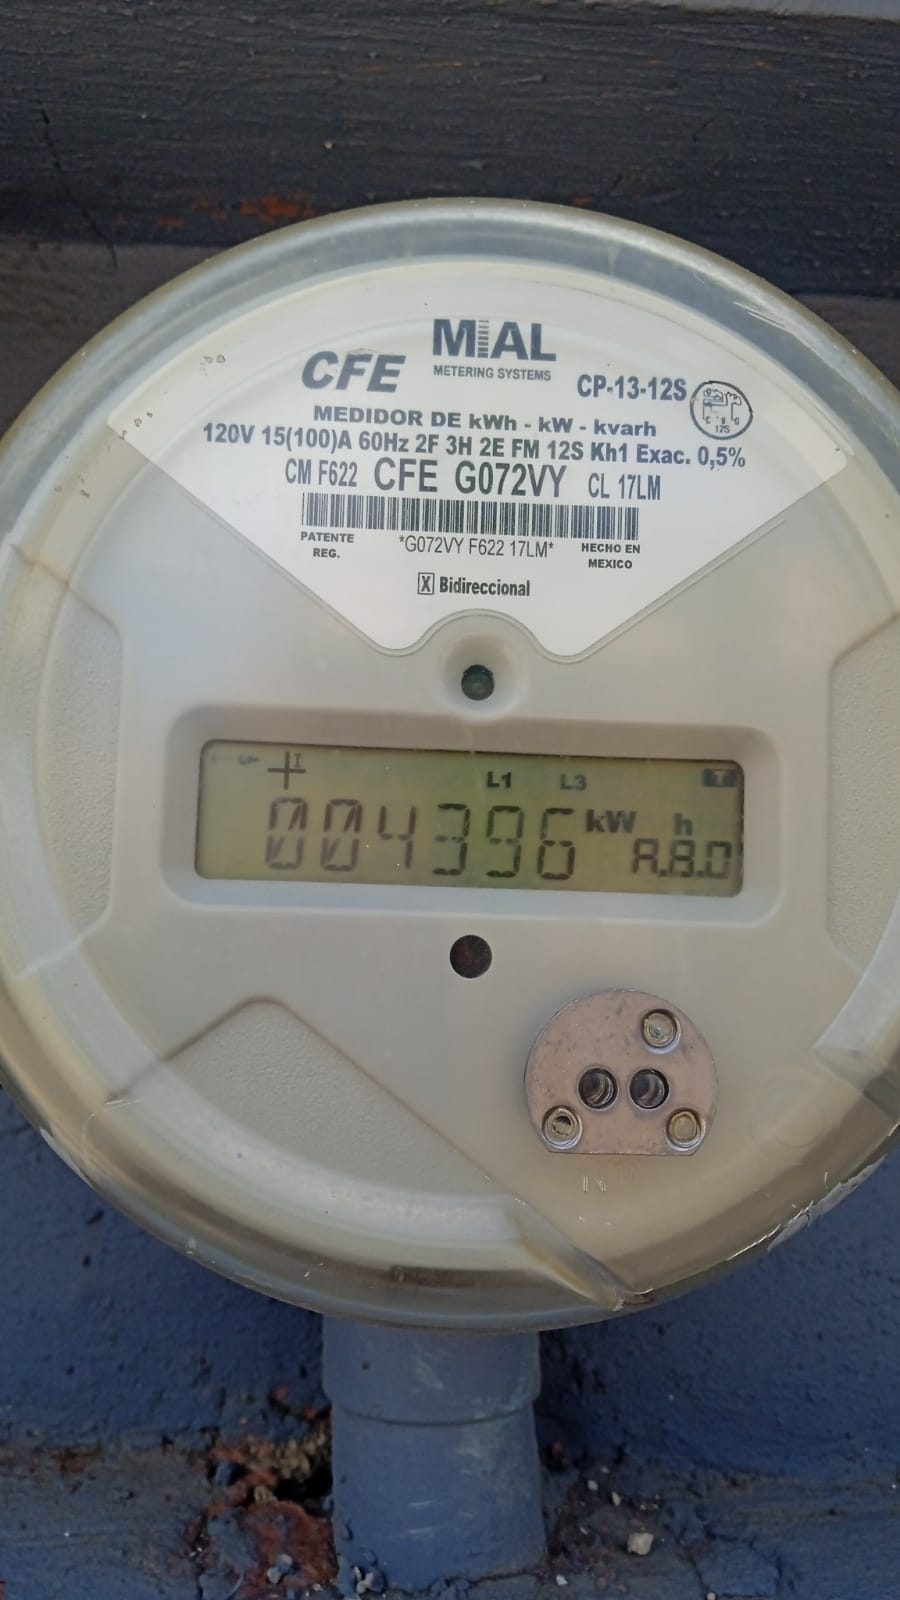 CFE
MIAL
METERING SYSTEMS
CP-13-12S
MEDIDOR DE kWh - kW - kvarh
120V 15(100)A 60Hz 2F 3H 2E FM 12S Kh1 Exac. 0,5%
CM F622 CFE G072VY CL 17LM
PATENTE REG.
*G072VY F622 17LM*
HECHO EN MEXICO
X Bidireccional
L1 L3 T
004396 kW h A.8.0